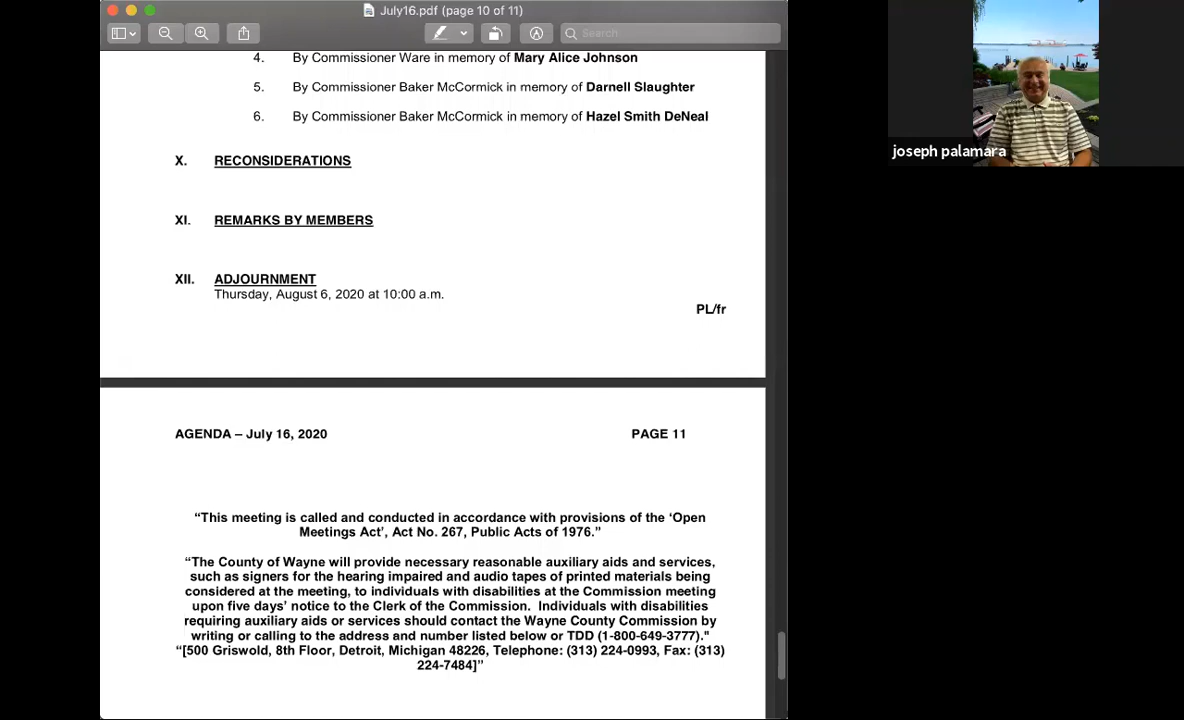 July16.pdf (page 10 of 11)
Search
4. By Commissioner Ware in memory of Mary Alice Johnson
5. By Commissioner Baker McCormick in memory of Darnell Slaughter
6. By Commissioner Baker McCormick in memory of Hazel Smith DeNeal
X. RECONSIDERATIONS
XI. REMARKS BY MEMBERS
XII. ADJOURNMENT
Thursday, August 6, 2020 at 10:00 a.m.
PL/fr
AGENDA – July 16, 2020 PAGE 11
“This meeting is called and conducted in accordance with provisions of the ‘Open
Meetings Act’, Act No. 267, Public Acts of 1976.”
“The County of Wayne will provide necessary reasonable auxiliary aids and services,
such as signers for the hearing impaired and audio tapes of printed materials being
considered at the meeting, to individuals with disabilities at the Commission meeting
upon five days’ notice to the Clerk of the Commission.  Individuals with disabilities
requiring auxiliary aids or services should contact the Wayne County Commission by
writing or calling to the address and number listed below or TDD (1-800-649-3777)."
“[500 Griswold, 8th Floor, Detroit, Michigan 48226, Telephone: (313) 224-0993, Fax: (313)
224-7484]”
joseph palamara